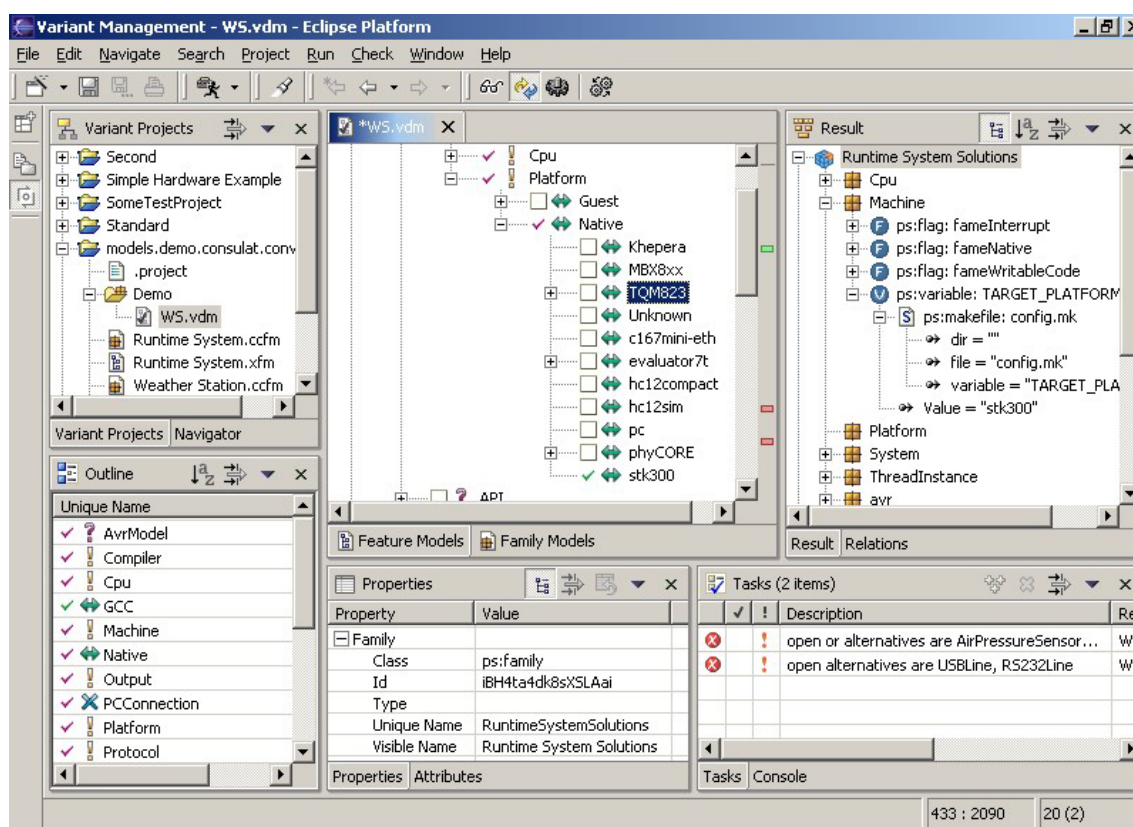 Variant Management - WS.vdm - Eclipse Platform
File Edit Navigate Search Project Run Check Window Help
Variant Projects
Second
Simple Hardware Example
SomeTestProject
Standard
models.demo.consulat.conv
.project
Demo
WS.vdm
Runtime System.ccfm
Runtime System.xfm
Weather Station.ccfm
Variant Projects Navigator
Outline
Unique Name
AvrModel
Compiler
Cpu
GCC
Machine
Native
Output
PCConnection
Platform
Protocol
*WS.vdm
Cpu
Platform
Guest
Native
Khepera
MBX8xx
TQM823
Unknown
c167mini-eth
evaluator7t
hc12compact
hc12sim
pc
phyCORE
stk300
API
Feature Models Family Models
Result
Runtime System Solutions
Cpu
Machine
ps:flag: fameInterrupt
ps:flag: fameNative
ps:flag: fameWritableCode
ps:variable: TARGET_PLATFORM
ps:makefile: config.mk
dir = ""
file = "config.mk"
variable = "TARGET_PLA
Value = "stk300"
Platform
System
ThreadInstance
avr
Result Relations
Properties
Property Value
Family
Class ps:family
Id iBH4ta4dk8sXSLAai
Type
Unique Name RuntimeSystemSolutions
Visible Name Runtime System Solutions
Properties Attributes
Tasks (2 items)
! Description Re
open or alternatives are AirPressureSensor... W
open alternatives are USBLine, RS232Line W
Tasks Console
433 : 2090 20 (2)